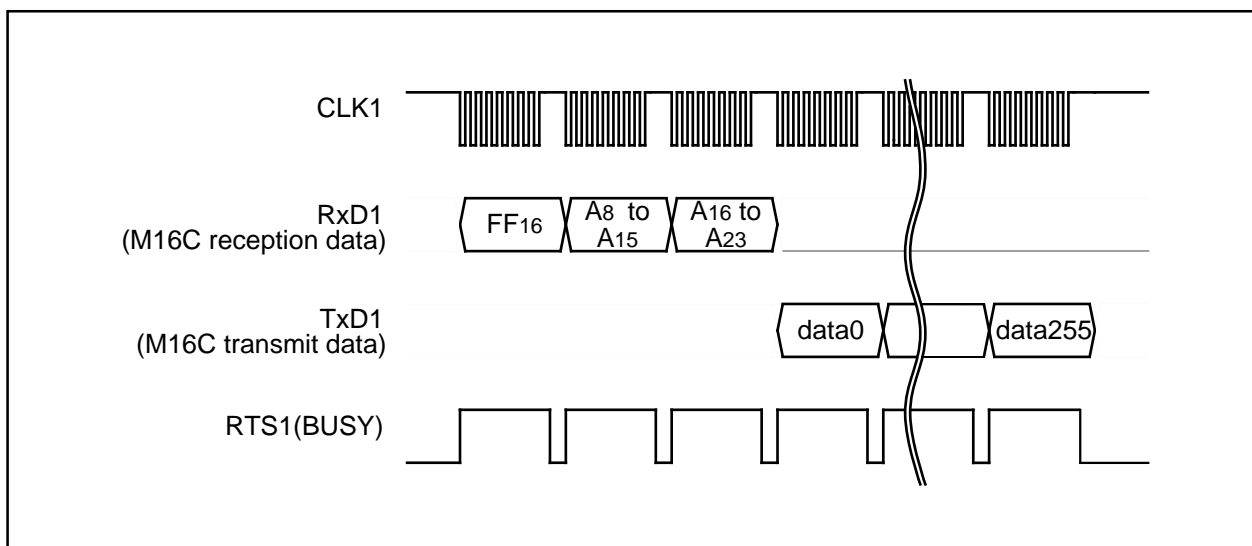 CLK1
RxD1
(M16C reception data)
FF16
A8 to
A15
A16 to
A23
TxD1
(M16C transmit data)
data0
data255
RTS1(BUSY)